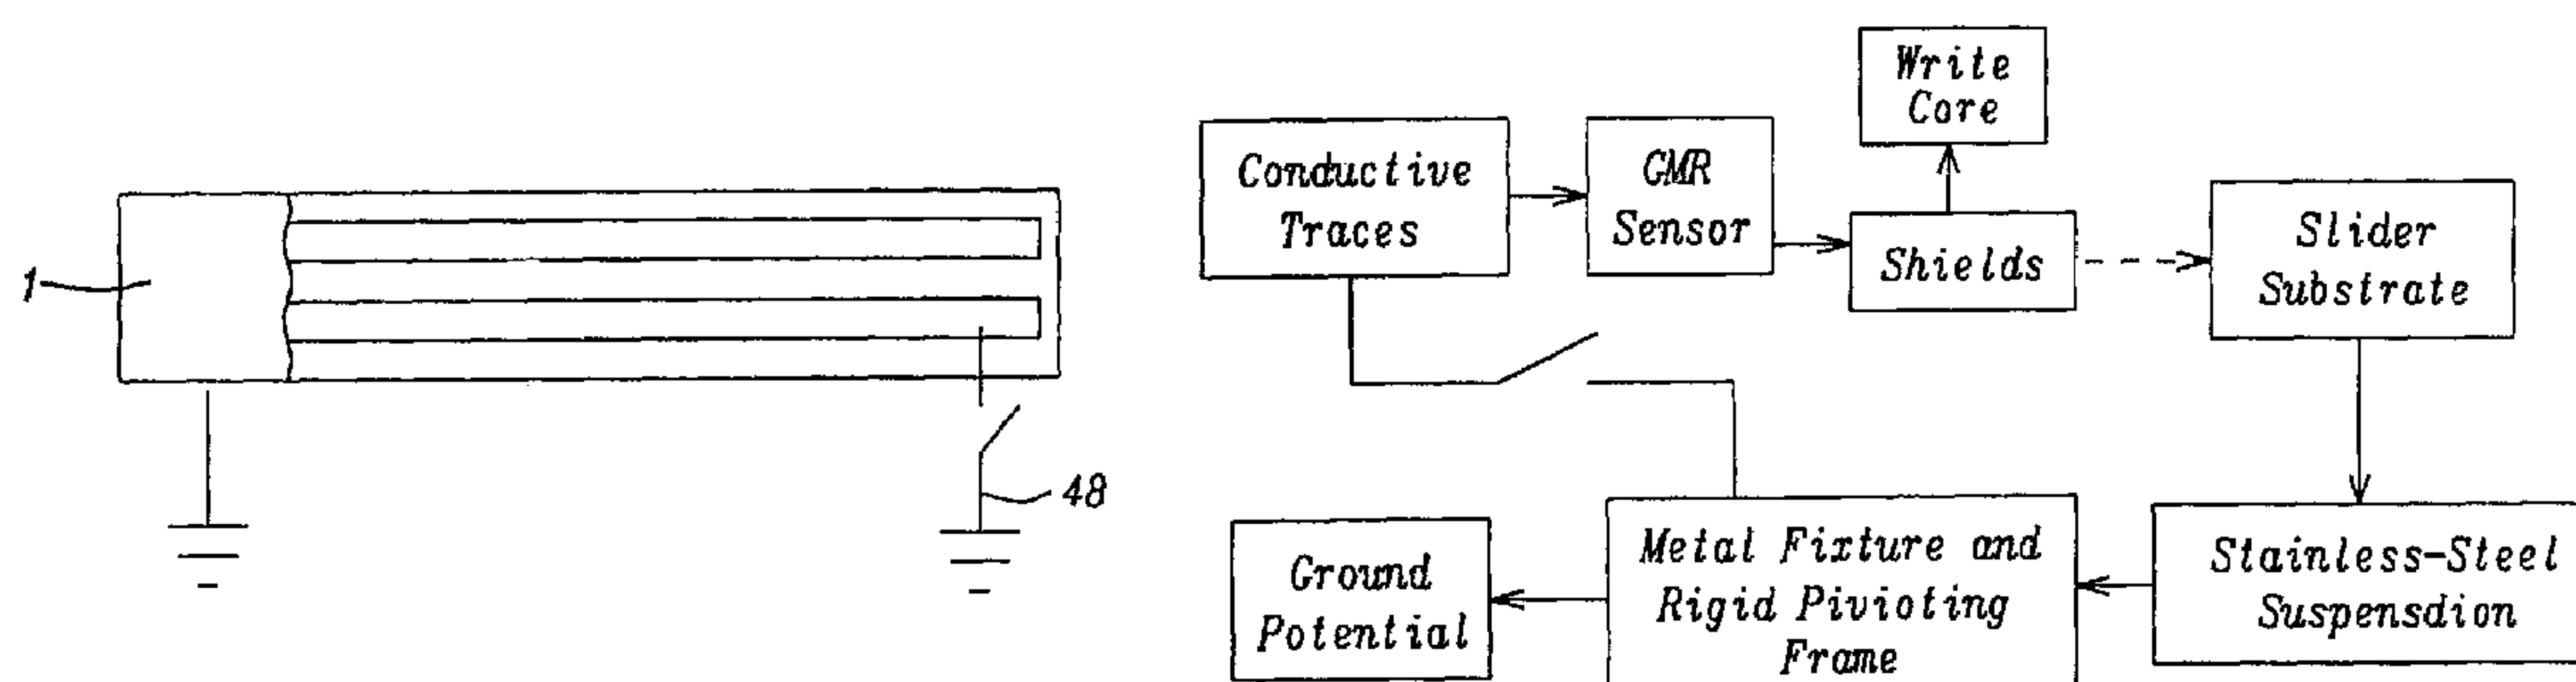 1
48
Conductive
Traces
GMR
Sensor
Write
Core
Shields
Slider
Substrate
Ground
Potential
Metal Fixture and
Rigid Pivioting
Frame
Stainless-Steel
Suspensdion